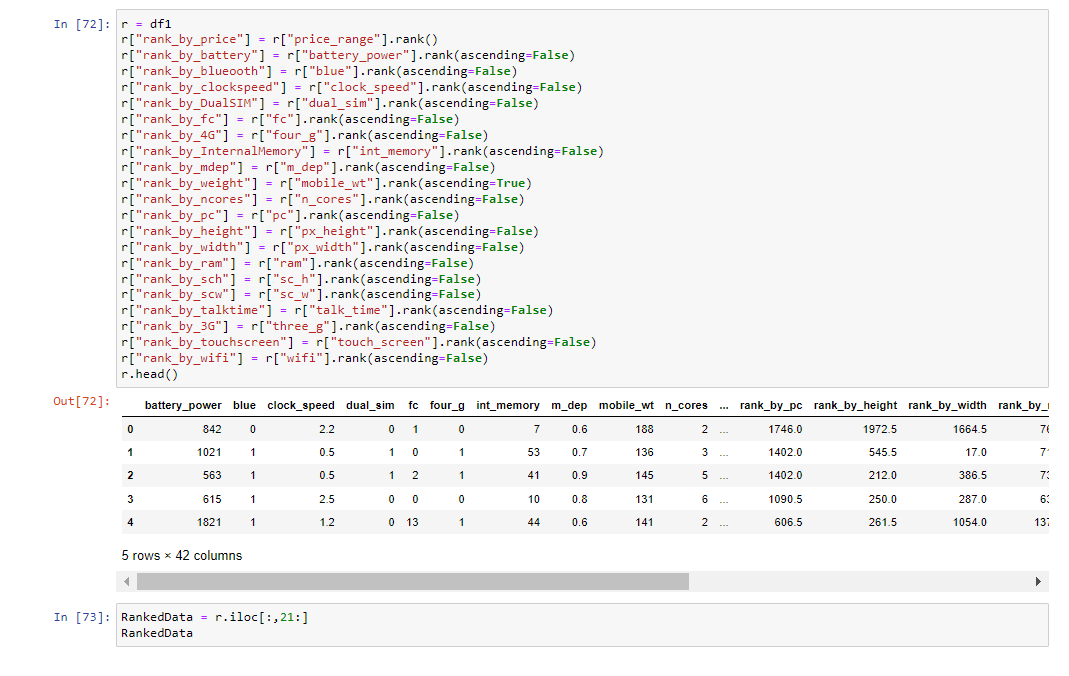 In [72]: r = df1
r["rank_by_price"] = r["price_range"].rank()
r["rank_by_battery"] = r["battery_power"].rank(ascending=False)
r["rank_by_blueooth"] = r["blue"].rank(ascending=False)
r["rank_by_clockspeed"] = r["clock_speed"].rank(ascending=False)
r["rank_by_DualSIM"] = r["dual_sim"].rank(ascending=False)
r["rank_by_fc"] = r["fc"].rank(ascending=False)
r["rank_by_4G"] = r["four_g"].rank(ascending=False)
r["rank_by_InternalMemory"] = r["int_memory"].rank(ascending=False)
r["rank_by_mdep"] = r["m_dep"].rank(ascending=False)
r["rank_by_weight"] = r["mobile_wt"].rank(ascending=True)
r["rank_by_ncores"] = r["n_cores"].rank(ascending=False)
r["rank_by_pc"] = r["pc"].rank(ascending=False)
r["rank_by_height"] = r["px_height"].rank(ascending=False)
r["rank_by_width"] = r["px_width"].rank(ascending=False)
r["rank_by_ram"] = r["ram"].rank(ascending=False)
r["rank_by_sch"] = r["sc_h"].rank(ascending=False)
r["rank_by_scw"] = r["sc_w"].rank(ascending=False)
r["rank_by_talktime"] = r["talk_time"].rank(ascending=False)
r["rank_by_3G"] = r["three_g"].rank(ascending=False)
r["rank_by_touchscreen"] = r["touch_screen"].rank(ascending=False)
r["rank_by_wifi"] = r["wifi"].rank(ascending=False)
r.head()
Out[72]:
battery_power blue clock_speed dual_sim fc four_g int_memory m_dep mobile_wt n_cores ... rank_by_pc rank_by_height rank_by_width rank_by_
0 842 0 2.2 0 1 0 7 0.6 188 2 ... 1746.0 1972.5 1664.5
1 1021 1 0.5 1 0 1 53 0.7 136 3 ... 1402.0 545.5 17.0
2 563 1 0.5 1 2 1 41 0.9 145 5 ... 1402.0 212.0 386.5
3 615 1 2.5 0 0 0 10 0.8 131 6 ... 1090.5 250.0 287.0
4 1821 1 1.2 0 13 1 44 0.6 141 2 ... 606.5 261.5 1054.0
5 rows × 42 columns
In [73]: RankedData = r.iloc[:,21:]
RankedData